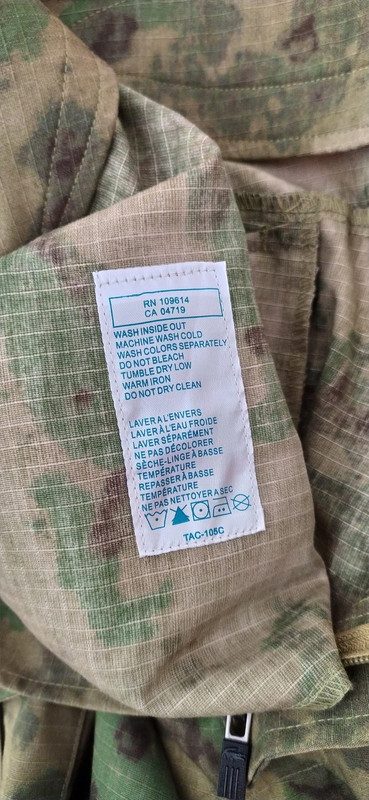 RN 109614
CA 04719
WASH INSIDE OUT
MACHINE WASH COLD
WASH COLORS SEPARATELY
DO NOT BLEACH
TUMBLE DRY LOW
WARM IRON
DO NOT DRY CLEAN
LAVER A L'ENVERS
LAVER À L'EAU FROIDE
LAVER SÉPARÉMENT
NE PAS DÉCOLORER
SÈCHE-LINGE À BASSE
TEMPÉRATURE
REPASSER À BASSE
TEMPÉRATURE
NE PAS NETTOYER A SEC
TAC-105C